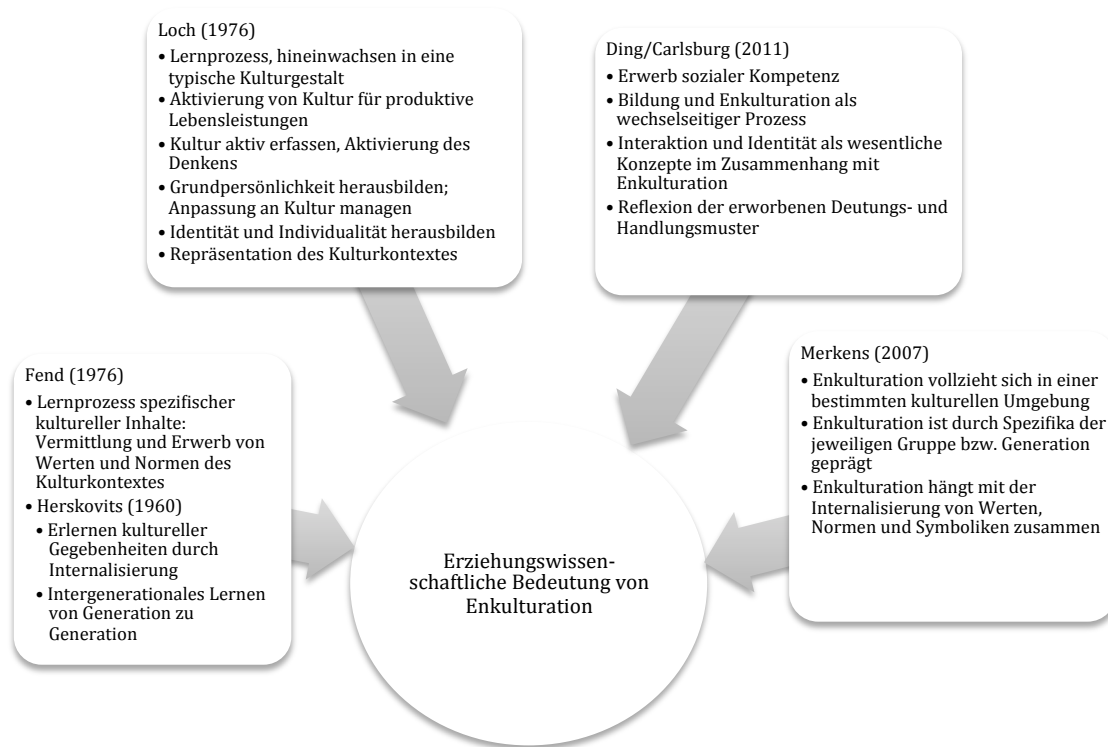 Loch (1976)
• Lernprozess, hineinwachsen in eine
typische Kulturgestalt
• Aktivierung von Kultur für produktive
Lebensleistungen
• Kultur aktiv erfassen, Aktivierung des
Denkens
• Grundpersönlichkeit herausbilden;
Anpassung an Kultur managen
• Identität und Individualität herausbilden
• Repräsentation des Kulturkontextes
Ding/Carlsburg (2011)
• Erwerb sozialer Kompetenz
• Bildung und Enkulturation als
wechselseitiger Prozess
• Interaktion und Identität als wesentliche
Konzepte im Zusammenhang mit
Enkulturation
• Reflexion der erworbenen Deutungs- und
Handlungsmuster
Fend (1976)
• Lernprozess spezifischer
kultureller Inhalte:
Vermittlung und Erwerb von
Werten und Normen des
Kulturkontextes
• Herskovits (1960)
• Erlernen kultureller
Gegebenheiten durch
Internalisierung
• Intergenerationales Lernen
von Generation zu
Generation
Merkens (2007)
• Enkulturation vollzieht sich in einer
bestimmten kulturellen Umgebung
• Enkulturation ist durch Spezifika der
jeweiligen Gruppe bzw. Generation
geprägt
• Enkulturation hängt mit der
Internalisierung von Werten,
Normen und Symboliken zusammen
Erziehungswissen-
schaftliche Bedeutung von
Enkulturation